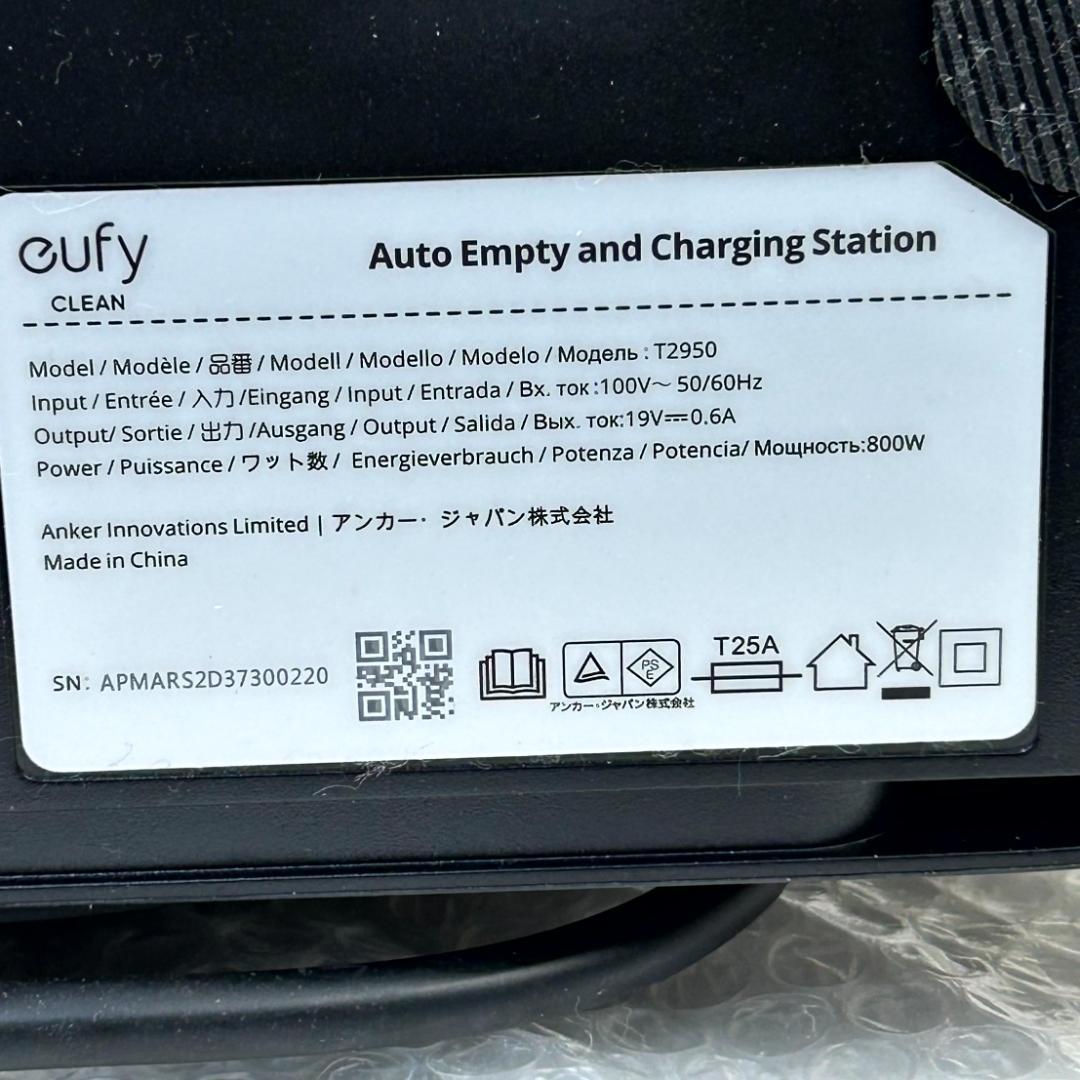 eufy
CLEAN
Auto Empty and Charging Station
Model / Modèle / 品番 / Modell / Modello / Modelo / Модель : T2950
Input / Entrée / 入力 /Eingang / Input / Entrada / Вх. ток :100V～ 50/60Hz
Output/ Sortie / 出力 /Ausgang / Output / Salida / Вых. ток:19V⎓0.6A
Power / Puissance / ワット数 / Energieverbrauch / Potenza / Potencia/ Мощность:800W
Anker Innovations Limited | アンカー・ジャパン株式会社
Made in China
SN: APMARS2D37300220
PS
E
アンカー・ジャパン株式会社
T25A